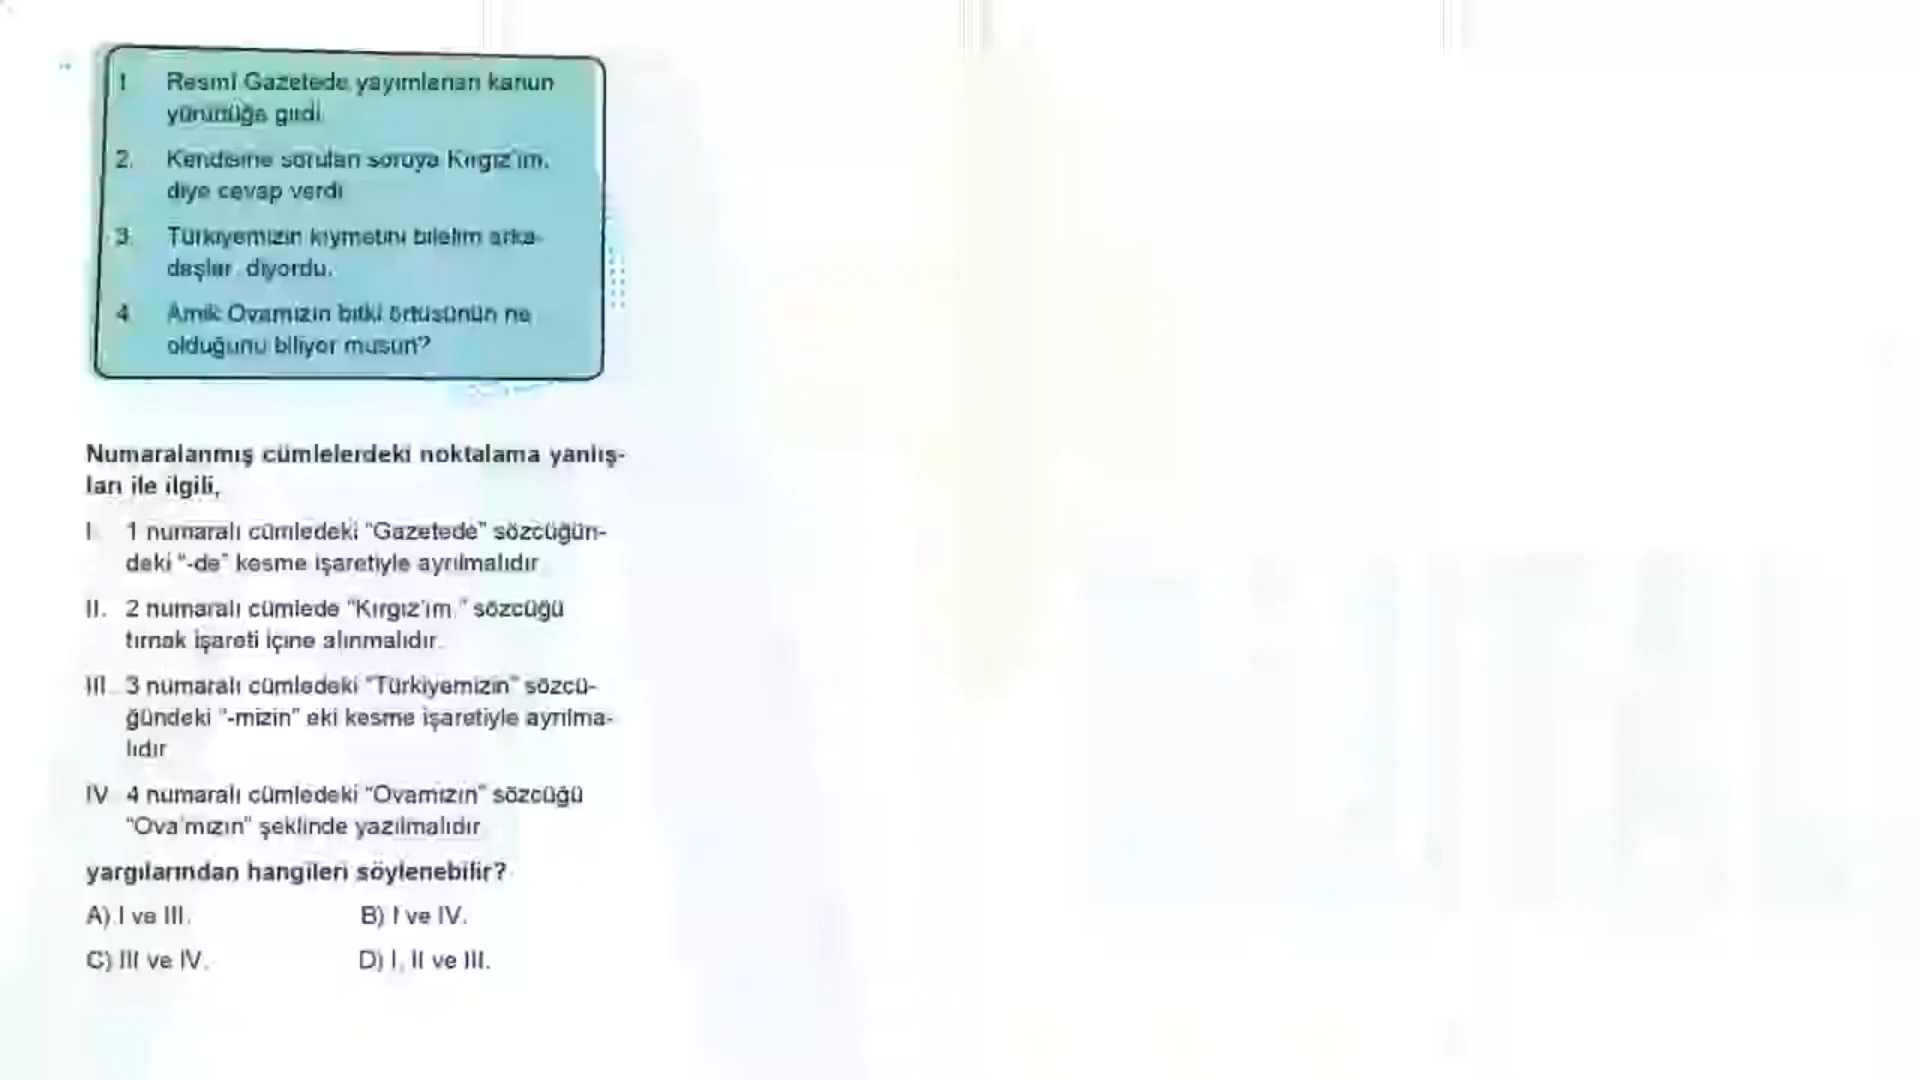 1. Resmî Gazetede yayımlanan kanun
yürürlüğe girdi.
2. Kendisine sorulan soruya Kırgız'ım.
diye cevap verdi.
3. Türkiyemizin kıymetini bilelim arka-
daşlar, diyordu.
4. Amik Ovamızın bitki örtüsünün ne
olduğunu biliyor musun?
Numaralanmış cümlelerdeki noktalama yanlış-
ları ile ilgili,
I. 1 numaralı cümledeki "Gazetede" sözcüğün-
deki "-de" kesme işaretiyle ayrılmalıdır.
II. 2 numaralı cümlede "Kırgız'ım." sözcüğü
tırnak işareti içine alınmalıdır.
III. 3 numaralı cümledeki "Türkiyemizin" sözcü-
ğündeki "-mizin" eki kesme işaretiyle ayrılma-
lıdır.
IV. 4 numaralı cümledeki "Ovamızın" sözcüğü
"Ova'mızın" şeklinde yazılmalıdır.
yargılarından hangileri söylenebilir?
A) I ve III. B) I ve IV.
C) III ve IV. D) I, II ve III.